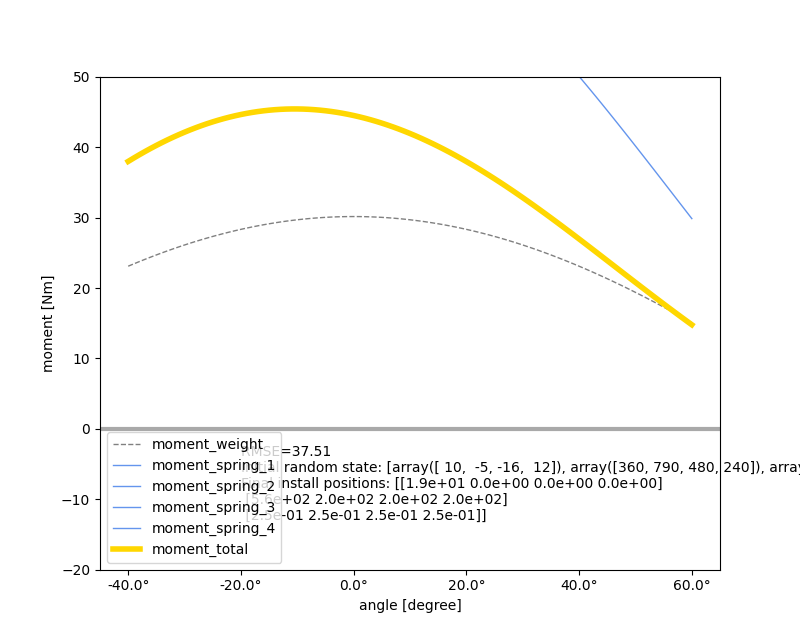 50
40
30
20
10
0
−10
−20
moment [Nm]
moment_weight
moment_spring_1
moment_spring_2
moment_spring_3
moment_spring_4
moment_total
RMSE=37.51
random state: [array([ 10, -5, -16, 12]), array([360, 790, 480, 240]), array
install positions: [[1.9e+01 0.0e+00 0.0e+00 0.0e+00]
e+02 2.0e+02 2.0e+02 2.0e+02]
e-01 2.5e-01 2.5e-01 2.5e-01]]
-40.0°
-20.0°
0.0°
20.0°
40.0°
60.0°
angle [degree]